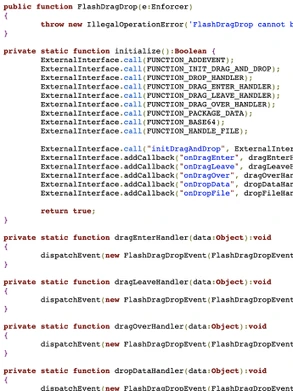 public function FlashDragDrop(e:Enforcer)
{
throw new IllegalOperationError('FlashDragDrop cannot b
}
private static function initialize():Boolean {
ExternalInterface.call(FUNCTION_ADDEVENT);
ExternalInterface.call(FUNCTION_INIT_DRAG_AND_DROP);
ExternalInterface.call(FUNCTION_DROP_HANDLER);
ExternalInterface.call(FUNCTION_DRAG_ENTER_HANDLER);
ExternalInterface.call(FUNCTION_DRAG_LEAVE_HANDLER);
ExternalInterface.call(FUNCTION_DRAG_OVER_HANDLER);
ExternalInterface.call(FUNCTION_PACKAGE_DATA);
ExternalInterface.call(FUNCTION_BASE64);
ExternalInterface.call(FUNCTION_HANDLE_FILE);
ExternalInterface.call("initDragAndDrop", ExternalInter
ExternalInterface.addCallback("onDragEnter", dragEnterH
ExternalInterface.addCallback("onDragLeave", dragLeaveH
ExternalInterface.addCallback("onDragOver", dragOverHan
ExternalInterface.addCallback("onDropData", dropDataHan
ExternalInterface.addCallback("onDropFile", dropFileHan
return true;
}
private static function dragEnterHandler(data:Object):void
{
dispatchEvent(new FlashDragDropEvent(FlashDragDropEvent
}
private static function dragLeaveHandler(data:Object):void
{
dispatchEvent(new FlashDragDropEvent(FlashDragDropEvent
}
private static function dragOverHandler(data:Object):void
{
dispatchEvent(new FlashDragDropEvent(FlashDragDropEvent
}
private static function dropDataHandler(data:Object):void
{
dispatchEvent(new FlashDragDropEvent(FlashDragDropEvent